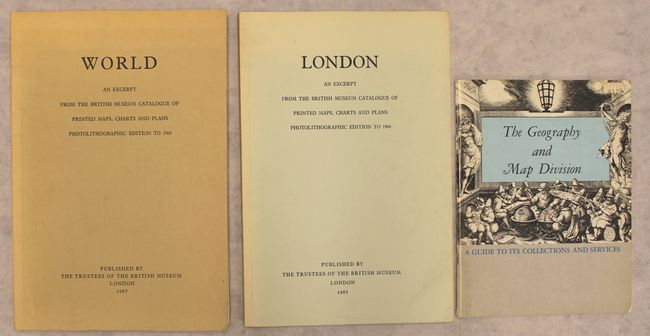 WORLD
AN EXCERPT
FROM THE BRITISH MUSEUM CATALOGUE OF
PRINTED MAPS, CHARTS AND PLANS
PHOTOLITHOGRAPHIC EDITION TO 1964
PUBLISHED BY
THE TRUSTEES OF THE BRITISH MUSEUM
LONDON
1967
LONDON
AN EXCERPT
FROM THE BRITISH MUSEUM CATALOGUE OF
PRINTED MAPS, CHARTS AND PLANS
PHOTOLITHOGRAPHIC EDITION TO 1964
PUBLISHED BY
THE TRUSTEES OF THE BRITISH MUSEUM
LONDON
1967
The Geography
and
Map Division
A GUIDE TO ITS COLLECTIONS AND SERVICES